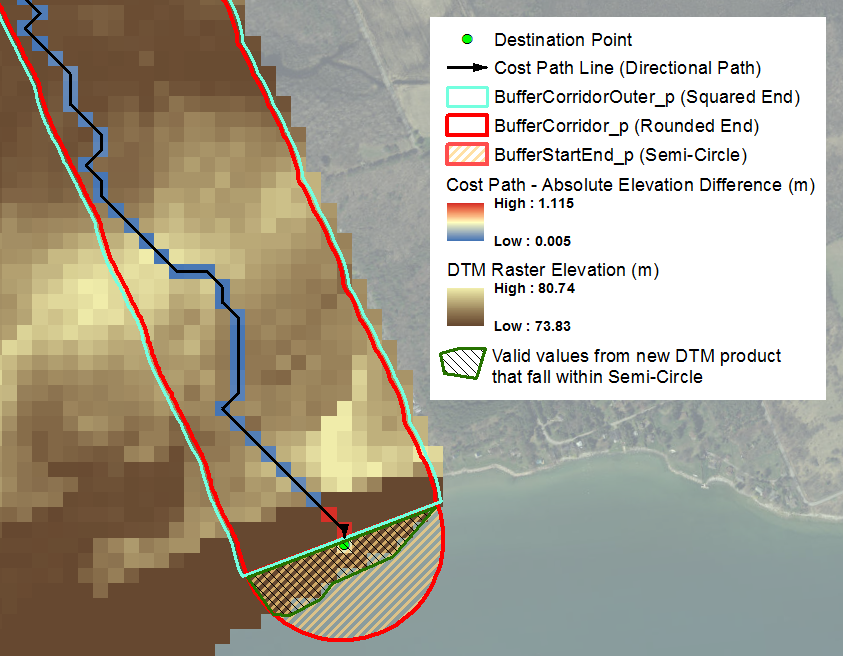 Destination Point
Cost Path Line (Directional Path)
BufferCorridorOuter_p (Squared End)
BufferCorridor_p (Rounded End)
BufferStartEnd_p (Semi-Circle)
Cost Path - Absolute Elevation Difference (m)
High : 1.115
Low : 0.005
DTM Raster Elevation (m)
High : 80.74
Low : 73.83
Valid values from new DTM product
that fall within Semi-Circle